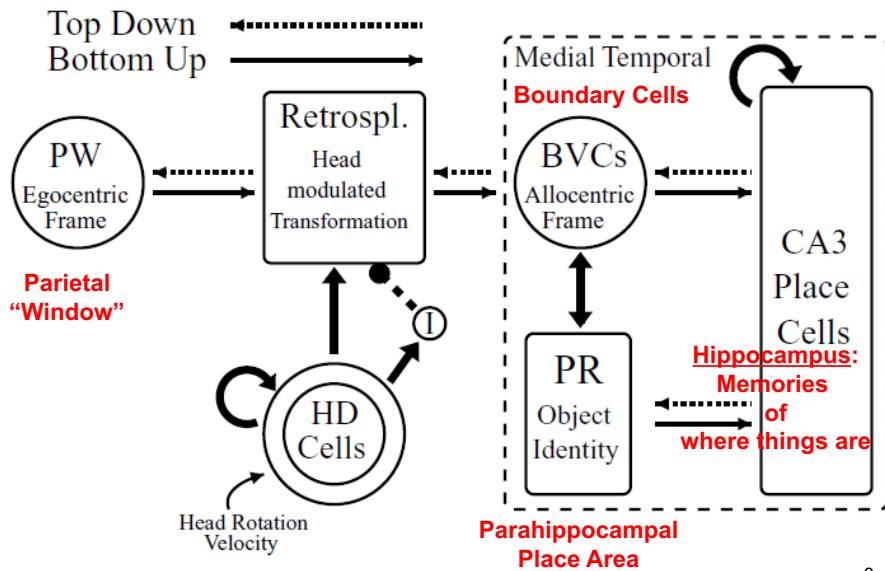 Top Down
Bottom Up
Medial Temporal
Boundary Cells
PW
Egocentric
Frame
Parietal
“Window”
Retrospl.
Head
modulated
Transformation
BVCs
Allocentric
Frame
CA3
Place
Cells
Hippocampus:
Memories
of
where things are
I
HD
Cells
Head Rotation
Velocity
PR
Object
Identity
Parahippocampal
Place Area